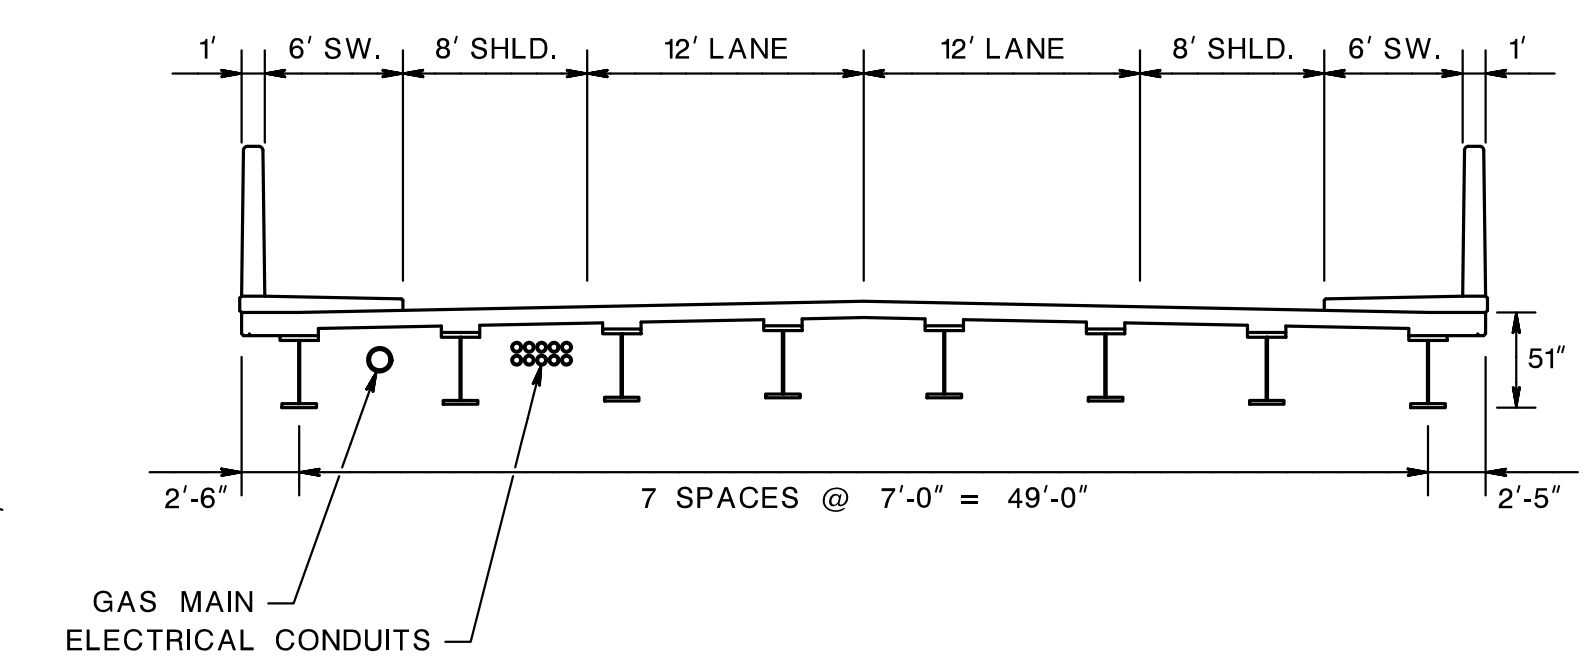 1' 6' SW. 8' SHLD. 12' LANE 12' LANE 8' SHLD. 6' SW. 1'
51"
2'-6" 7 SPACES @ 7'-0" = 49'-0" 2'-5"
GAS MAIN
ELECTRICAL CONDUITS